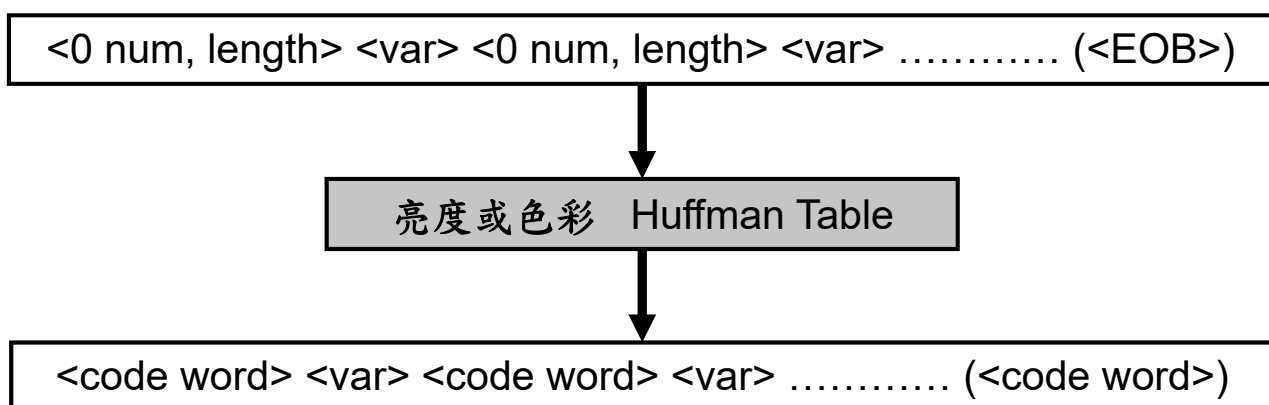 <0 num, length> <var> <0 num, length> <var> ………… (<EOB>)
亮度或色彩 Huffman Table
<code word> <var> <code word> <var> ………… (<code word>)